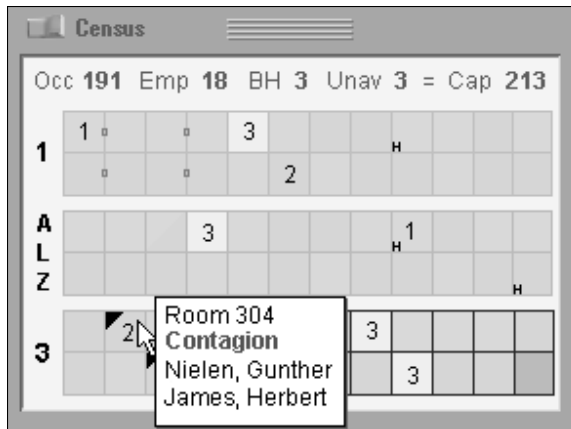 Census
Occ 191 Emp 18 BH 3 Unav 3 = Cap 213
1 3
1
H
2
A
L
Z
3 1
H
H
3
2 3
3
Room 304
Contagion
Nielen, Gunther
James, Herbert